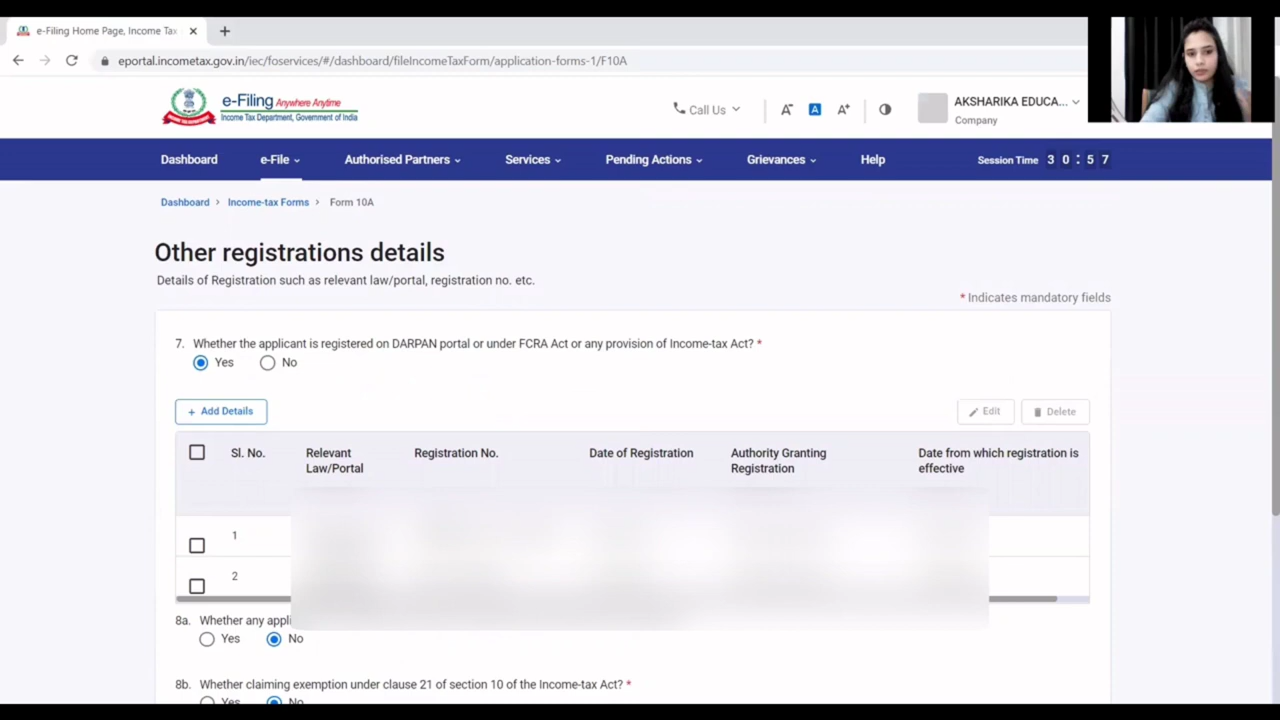 e-Filing Home Page, Income Tax
eportal.incometax.gov.in/iec/foservices/#/dashboard/fileIncomeTaxForm/application-forms-1/F10A
e-Filing Anywhere Anytime
Income Tax Department, Government of India
Call Us
A-
A
A+
AKSHARIKA EDUCA...
Company
Dashboard e-File Authorised Partners Services Pending Actions Grievances Help Session Time 30:57
Dashboard > Income-tax Forms > Form 10A
Other registrations details
Details of Registration such as relevant law/portal, registration no. etc.
* Indicates mandatory fields
7. Whether the applicant is registered on DARPAN portal or under FCRA Act or any provision of Income-tax Act? *
Yes No
+ Add Details Edit Delete
Sl. No. Relevant Law/Portal Registration No. Date of Registration Authority Granting Registration Date from which registration is effective
1
2
8a. Whether any appli
Yes No
8b. Whether claiming exemption under clause 21 of section 10 of the Income-tax Act? *
Yes No